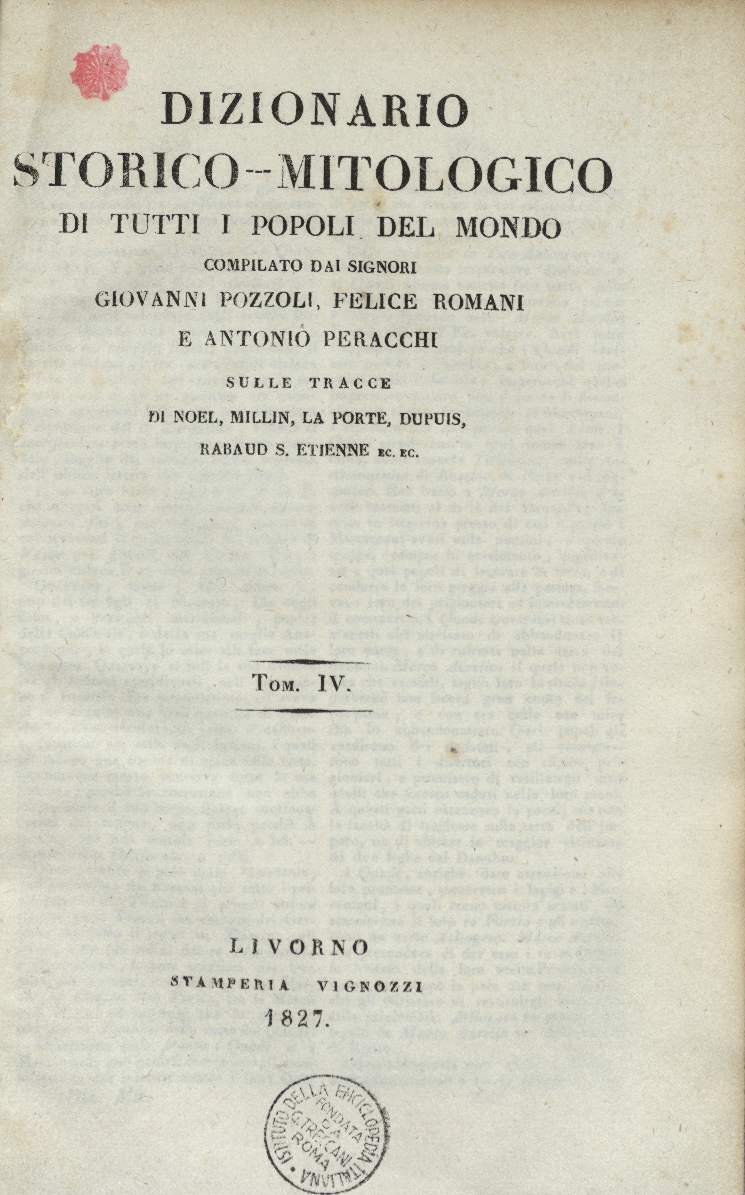 DIZIONARIO
STORICO--MITOLOGICO
DI TUTTI I POPOLI DEL MONDO
COMPILATO DAI SIGNORI
GIOVANNI POZZOLI, FELICE ROMANI
E ANTONIO PERACCHI
SULLE TRACCE
DI NOEL, MILLIN, LA PORTE, DUPUIS,
RABAUD S. ETIENNE EC. EC.
TOM. IV.
LIVORNO
STAMPERIA VIGNOZZI
1827.
ISTITUTO DELLA ENCICLOPEDIA ITALIANA
FONDATA
DA
G. TRECCANI
ROMA